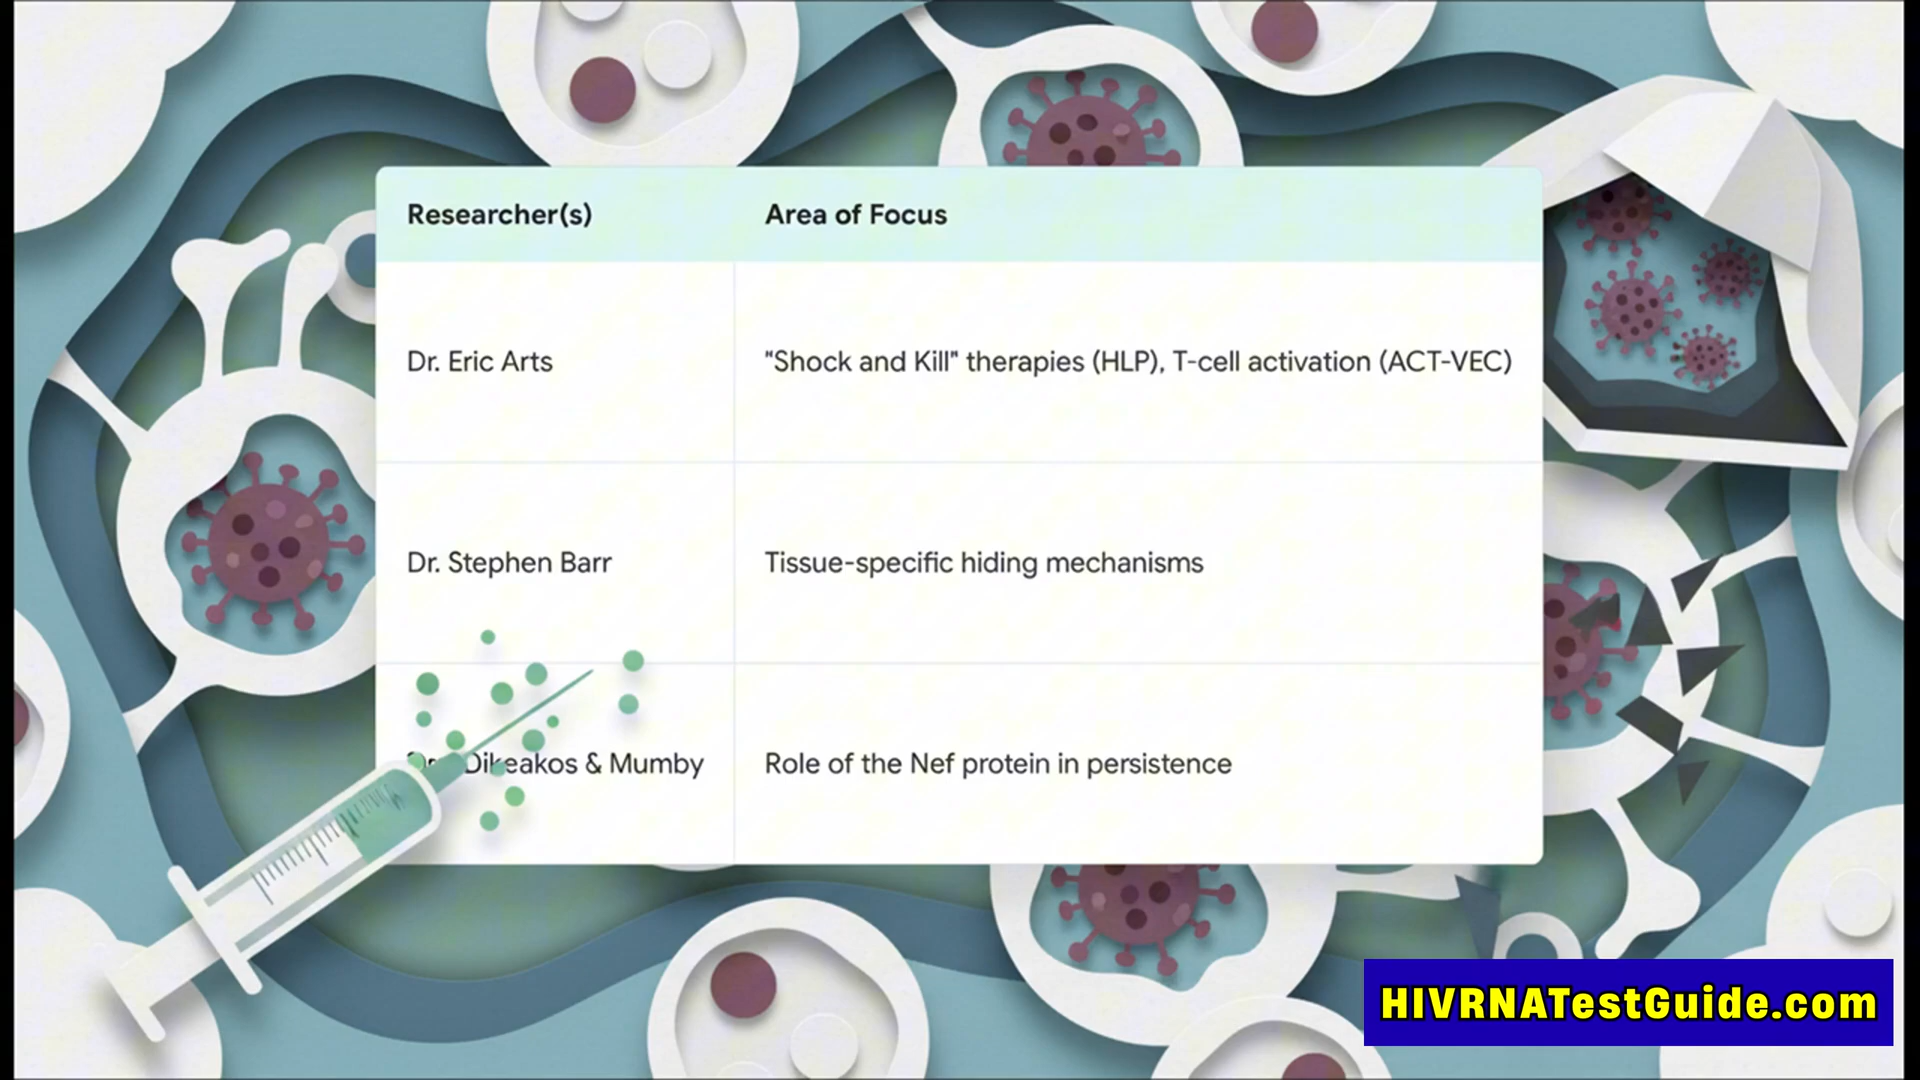 Researcher(s) Area of Focus
Dr. Eric Arts "Shock and Kill" therapies (HLP), T-cell activation (ACT-VEC)
Dr. Stephen Barr Tissue-specific hiding mechanisms
Dikeakos & Mumby Role of the Nef protein in persistence
HIVRNATestGuide.com